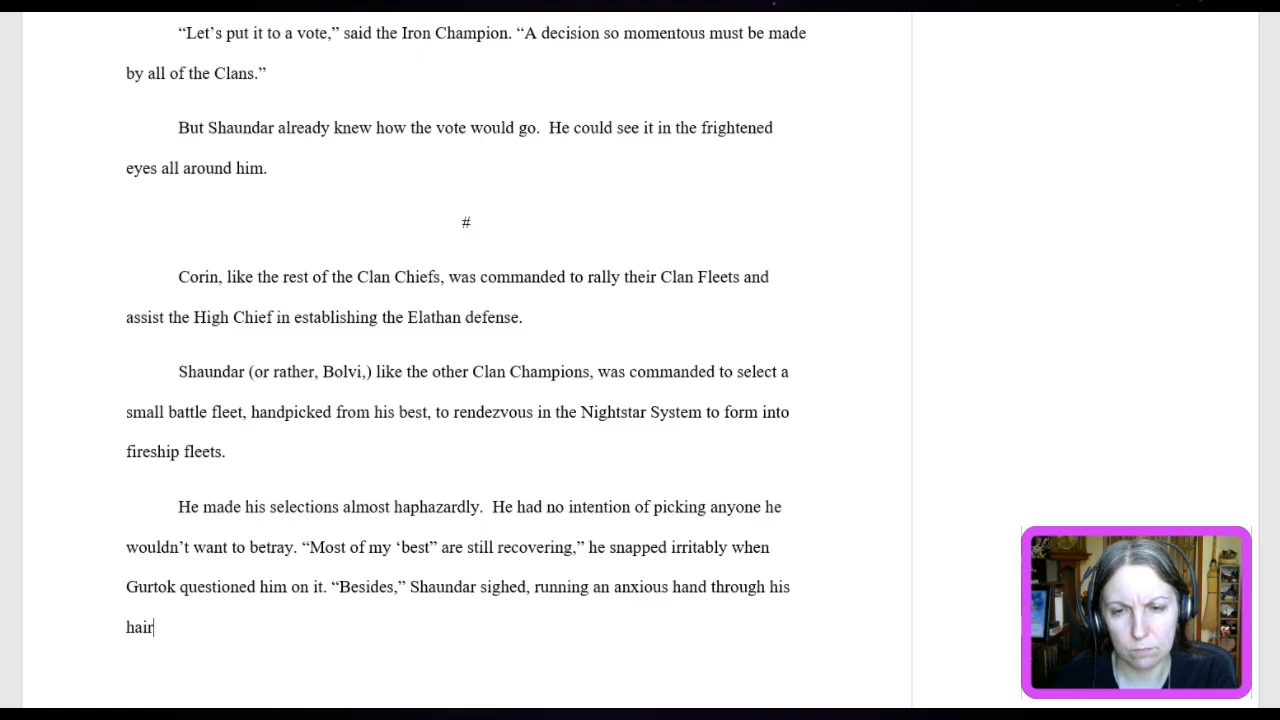 “Let’s put it to a vote,” said the Iron Champion. “A decision so momentous must be made
by all of the Clans.”
But Shaundar already knew how the vote would go.  He could see it in the frightened
eyes all around him.
#
Corin, like the rest of the Clan Chiefs, was commanded to rally their Clan Fleets and
assist the High Chief in establishing the Elathan defense.
Shaundar (or rather, Bolvi,) like the other Clan Champions, was commanded to select a
small battle fleet, handpicked from his best, to rendezvous in the Nightstar System to form into
fireship fleets.
He made his selections almost haphazardly.  He had no intention of picking anyone he
wouldn’t want to betray. “Most of my ‘best” are still recovering,” he snapped irritably when
Gurtok questioned him on it. “Besides,” Shaundar sighed, running an anxious hand through his
hair